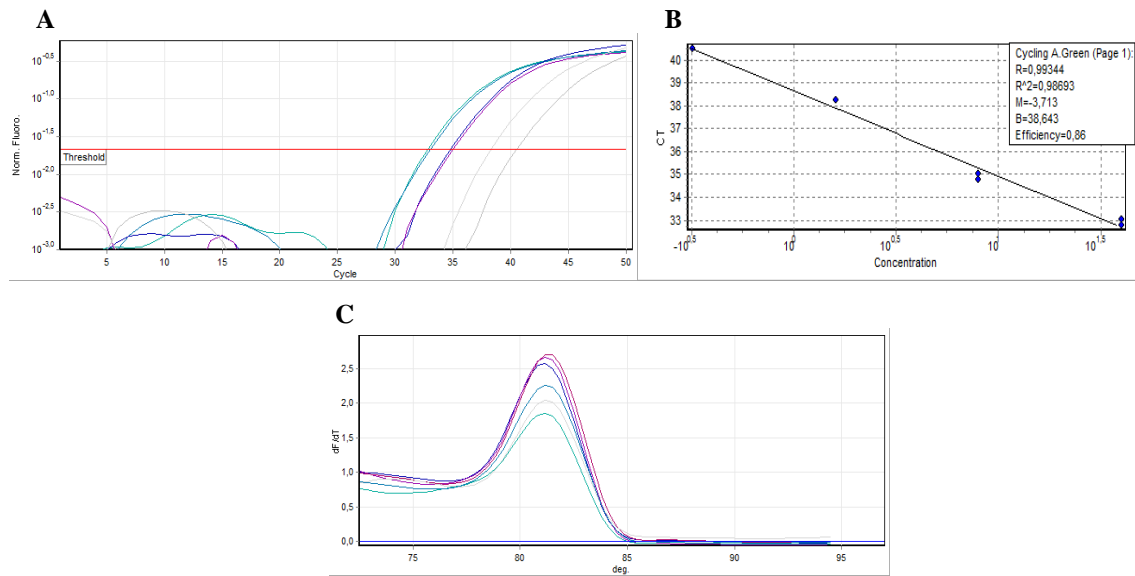 A
B
10^-0.5
10^-1.0
10^-1.5
10^-2.0
10^-2.5
10^-3.0
Norm. Fluoro.
Threshold
5
10
15
20
25
30
35
40
45
50
Cycle
40
39
38
37
36
35
34
33
CT
Cycling A.Green (Page 1):
R=0,99344
R^2=0,98693
M=-3,713
B=38,643
Efficiency=0,86
-10^0.5
10^0
10^0.5
10^1
10^1.5
Concentration
C
2,5
2,0
1,5
1,0
0,5
0,0
dF/dT
75
80
85
90
95
deg.